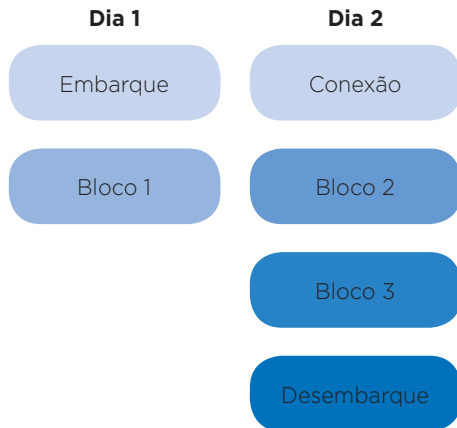 Dia 1
Embarque
Bloco 1
Dia 2
Conexão
Bloco 2
Bloco 3
Desembarque